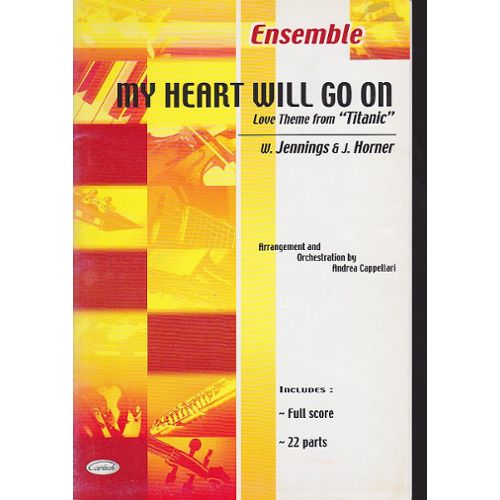 Ensemble
MY HEART WILL GO ON
Love Theme from "Titanic"
W. Jennings & J. Horner
Arrangement and
Orchestration by
Andrea Cappellari
INCLUDES :
~ Full score
~ 22 parts
Carisch